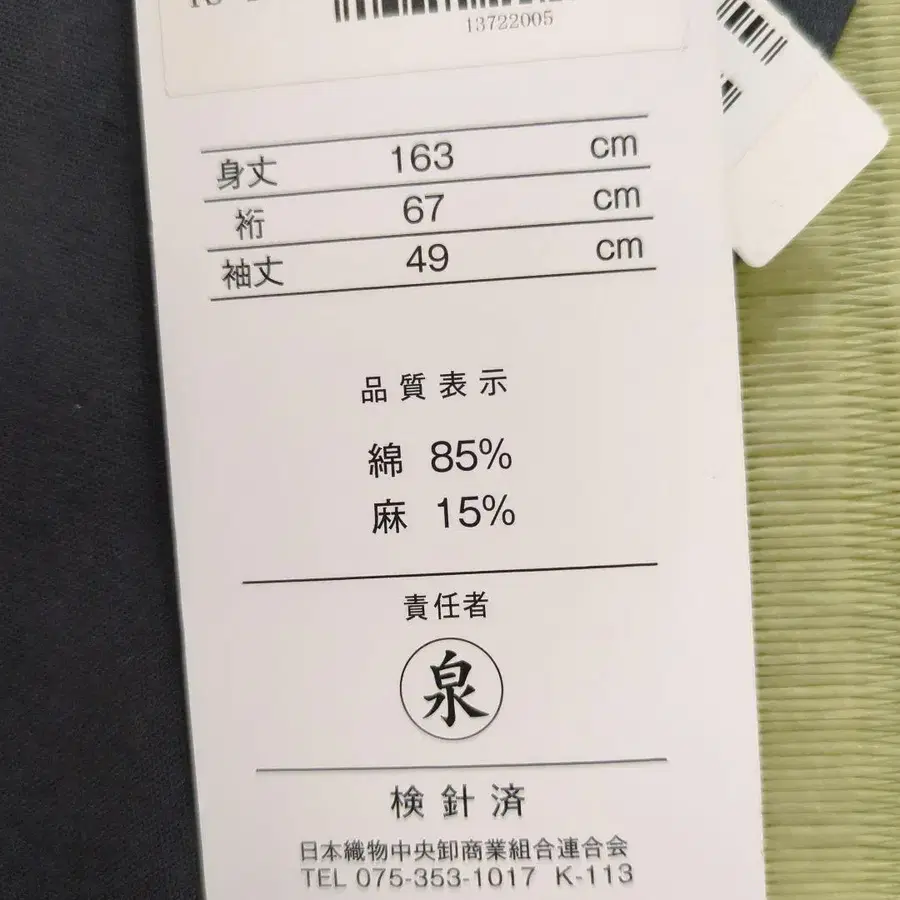 13722005
身丈 163 cm
裄 67 cm
袖丈 49 cm
品質表示
綿 85%
麻 15%
責任者
泉
検針済
日本織物中央卸商業組合連合会
TEL 075-353-1017 K-113